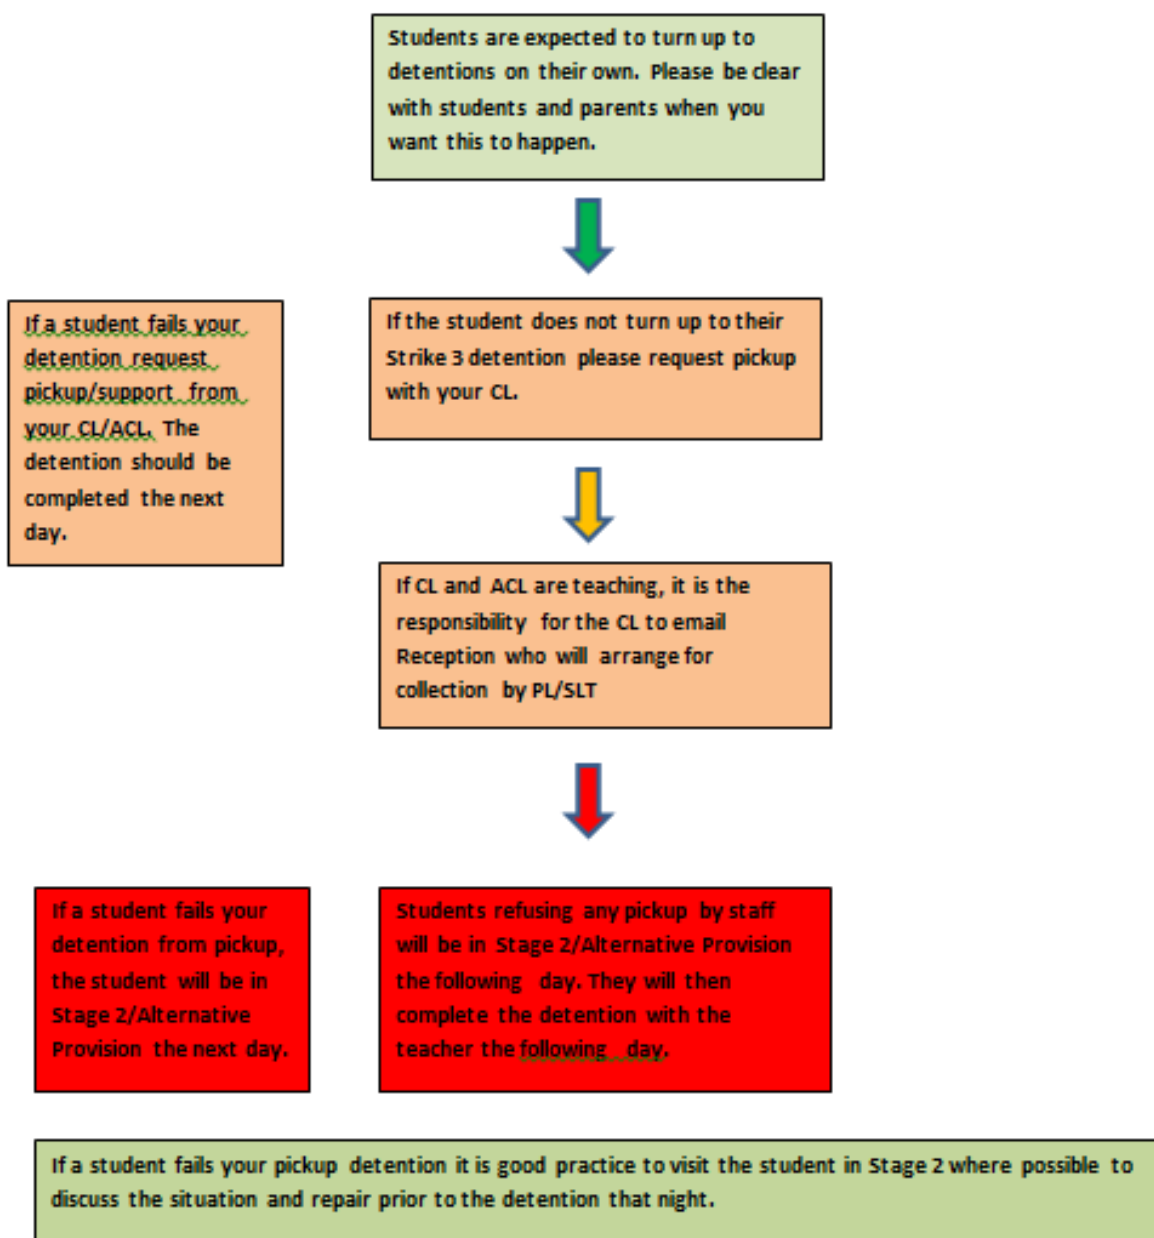 Students are expected to turn up to
detentions on their own. Please be clear
with students and parents when you
want this to happen.
If a student fails your
detention request
pickup/support from
your CL/ACL. The
detention should be
completed the next
day.
If the student does not turn up to their
Strike 3 detention please request pickup
with your CL.
If CL and ACL are teaching, it is the
responsibility for the CL to email
Reception who will arrange for
collection by PL/SLT
If a student fails your
detention from pickup,
the student will be in
Stage 2/Alternative
Provision the next day.
Students refusing any pickup by staff
will be in Stage 2/Alternative Provision
the following day. They will then
complete the detention with the
teacher the following day.
If a student fails your pickup detention it is good practice to visit the student in Stage 2 where possible to
discuss the situation and repair prior to the detention that night.